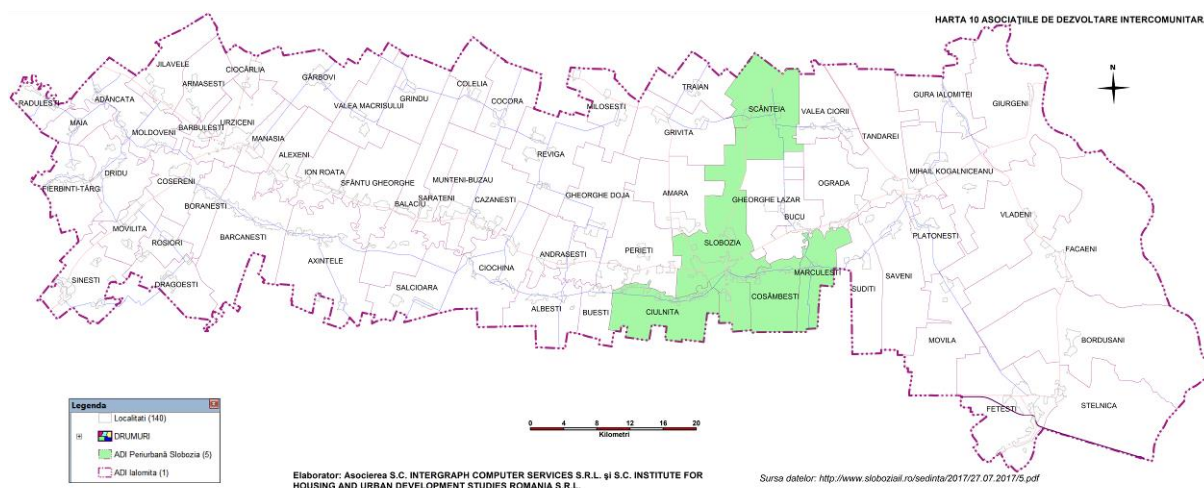 HARTA 10 ASOCIAŢIILE DE DEZVOLTARE INTERCOMUNITARA
N
JILAVELE
CIOCÂRLIA
ARMASESTI
GÂRBOVI
COLELIA
TRAIAN
GURA IALOMITEI
RADULESTI
ADÂNCATA
GRINDU
COCORA
MILOSESTI
SCÂNTEIA
VALEA CIORII
GIURGENI
VALEA MACRISULUI
MAIA
MOLDOVENI
BARBULESTI
URZICENI
MANASIA
GRIVITA
TANDAREI
ALEXENI
REVIGA
DRIDU
ION ROATA
MIHAIL KOGALNICEANU
COSERENI
SFÂNTU GHEORGHE
MUNTENI-BUZAU
OGRADA
FIERBINTI-TÂRG
GHEORGHE DOJA
AMARA
SARATENI
CAZANESTI
GHEORGHE LAZAR
BORANESTI
BALACIU
VLADENI
BUCU
MOVILITA
PLATONESTI
BARCANESTI
ROSIORI
SLOBOZIA
PERIETI
FACAENI
ANDRASESTI
AXINTELE
CIOCHINA
MARCULESTI
SAVENI
SINESTI
DRAGOESTI
SALCIOARA
SUDITI
COSÂMBESTI
ALBESTI
BUESTI
CIULNITA
MOVILA
BORDUSANI
STELNICA
FETESTI
Legenda
Localitati (140)
DRUMURI
ADI Periurbană Slobozia (5)
ADI Ialomita (1)
0 4 8 12 16 20
Kilometri
Elaborator: Asocierea S.C. INTERGRAPH COMPUTER SERVICES S.R.L. şi S.C. INSTITUTE FOR
HOUSING AND URBAN DEVELOPMENT STUDIES ROMANIA S.R.L.
Sursa datelor: http://www.sloboziail.ro/sedinta/2017/27.07.2017/5.pdf